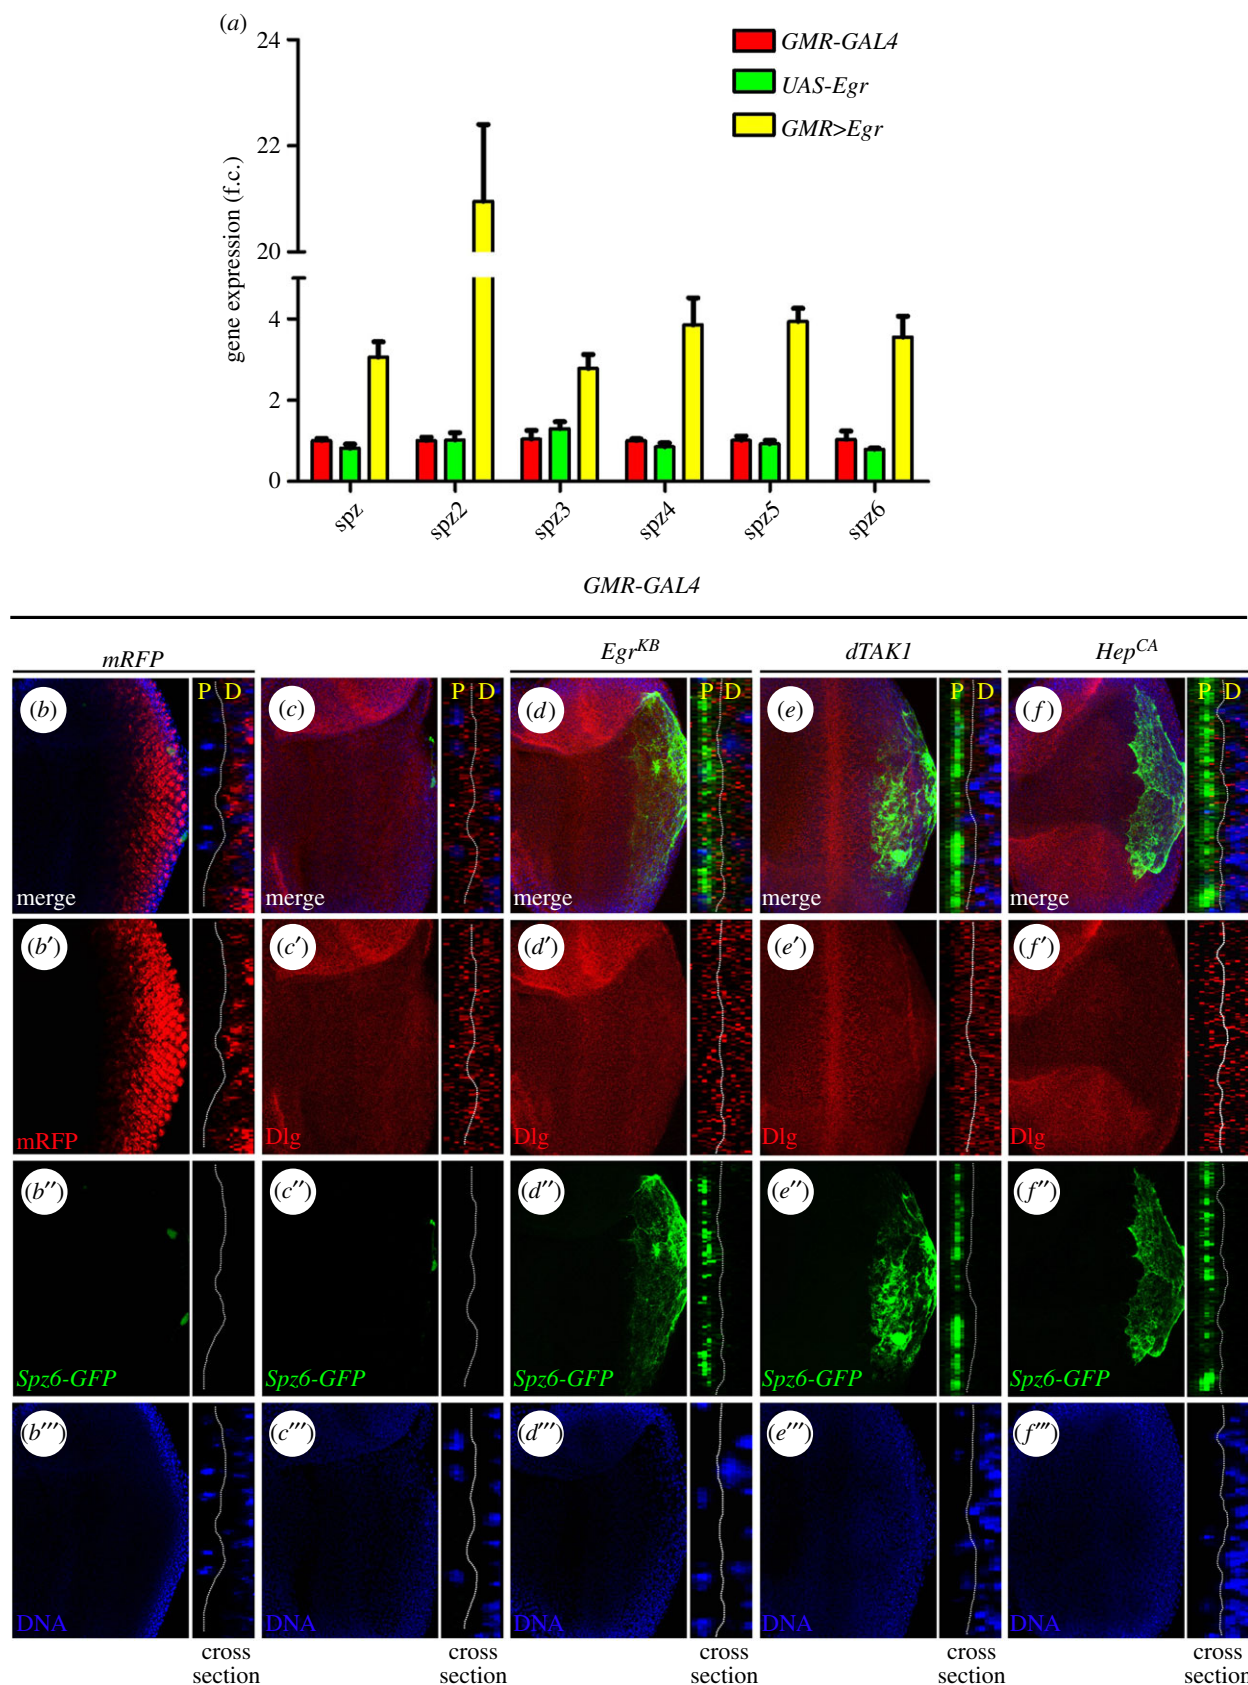 (a)
24
22
20
4
2
0
gene expression (f.c.)
GMR-GAL4
UAS-Egr
GMR>Egr
spz
spz2
spz3
spz4
spz5
spz6
GMR-GAL4
mRFP
Egr^KB
dTAK1
Hep^CA
(b) P D (c) P D (d) P D (e) P D (f) P D
merge merge merge merge merge
(b′) (c′) (d′) (e′) (f′)
mRFP Dlg Dlg Dlg Dlg
(b″) (c″) (d″) (e″) (f″)
Spz6-GFP Spz6-GFP Spz6-GFP Spz6-GFP Spz6-GFP
(b‴) (c‴) (d‴) (e‴) (f‴)
DNA DNA DNA DNA DNA
cross cross cross cross cross
section section section section section